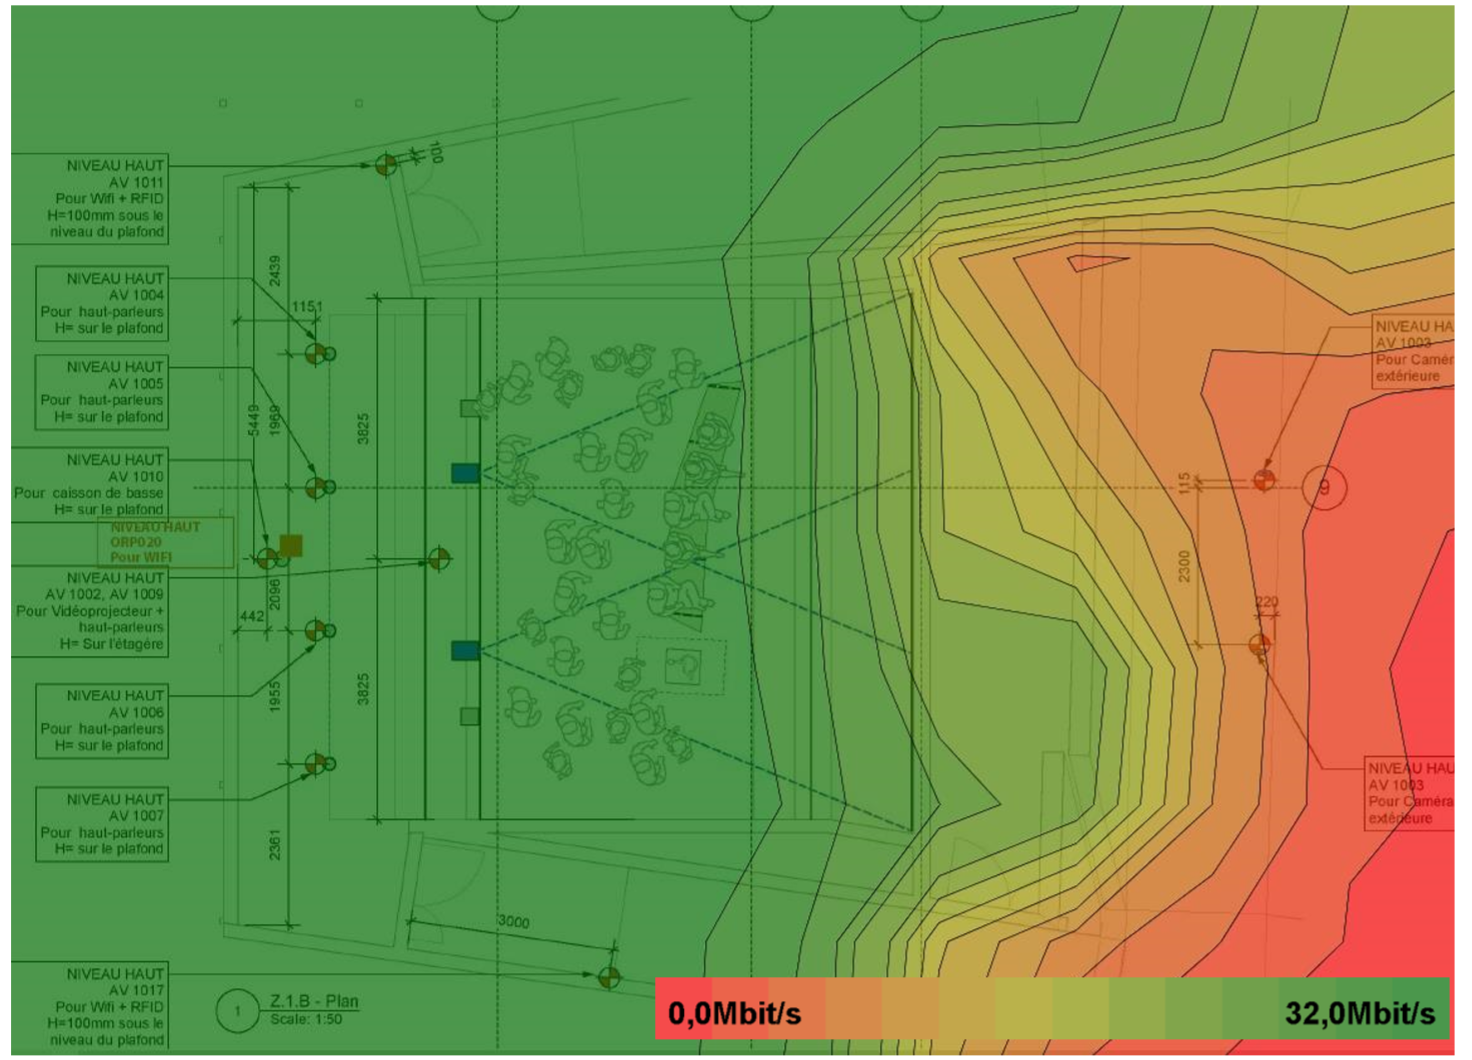 NIVEAU HAUT
AV 1011
Pour Wifi + RFID
H=100mm sous le
niveau du plafond
100
NIVEAU HAUT
AV 1004
Pour haut-parleurs
H= sur le plafond
2439
1151
NIVEAU HAUT
AV 1005
Pour haut-parleurs
H= sur le plafond
5449
1969
3825
NIVEAU HAUT
AV 1010
Pour caisson de basse
H= sur le plafond
NIVEAU HAUT
ORP020
Pour WIFI
NIVEAU HAUT
AV 1002, AV 1009
Pour Vidéoprojecteur +
haut-parleurs
H= Sur l'étagére
2096
442
NIVEAU HAUT
AV 1006
Pour haut-parleurs
H= sur le plafond
1955
3825
NIVEAU HAUT
AV 1007
Pour haut-parleurs
H= sur le plafond
2361
3000
NIVEAU HAUT
AV 1017
Pour Wifi + RFID
H=100mm sous le
niveau du plafond
1
Z.1.B - Plan
Scale: 1:50
NIVEAU HA
AV 1003
Pour Camér
extérieure
115
9
2300
220
NIVEAU HAU
AV 1003
Pour Caméra
extérieure
0,0Mbit/s
32,0Mbit/s